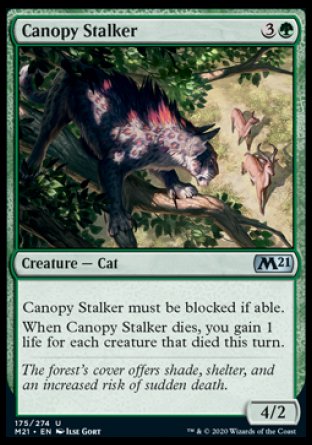 Canopy Stalker 3
Creature — Cat M21
Canopy Stalker must be blocked if able.
When Canopy Stalker dies, you gain 1
life for each creature that died this turn.
The forest's cover offers shade, shelter, and
an increased risk of sudden death.
4/2
175/274 U
M21 • EN ILSE GORT ™ & © 2020 Wizards of the Coast